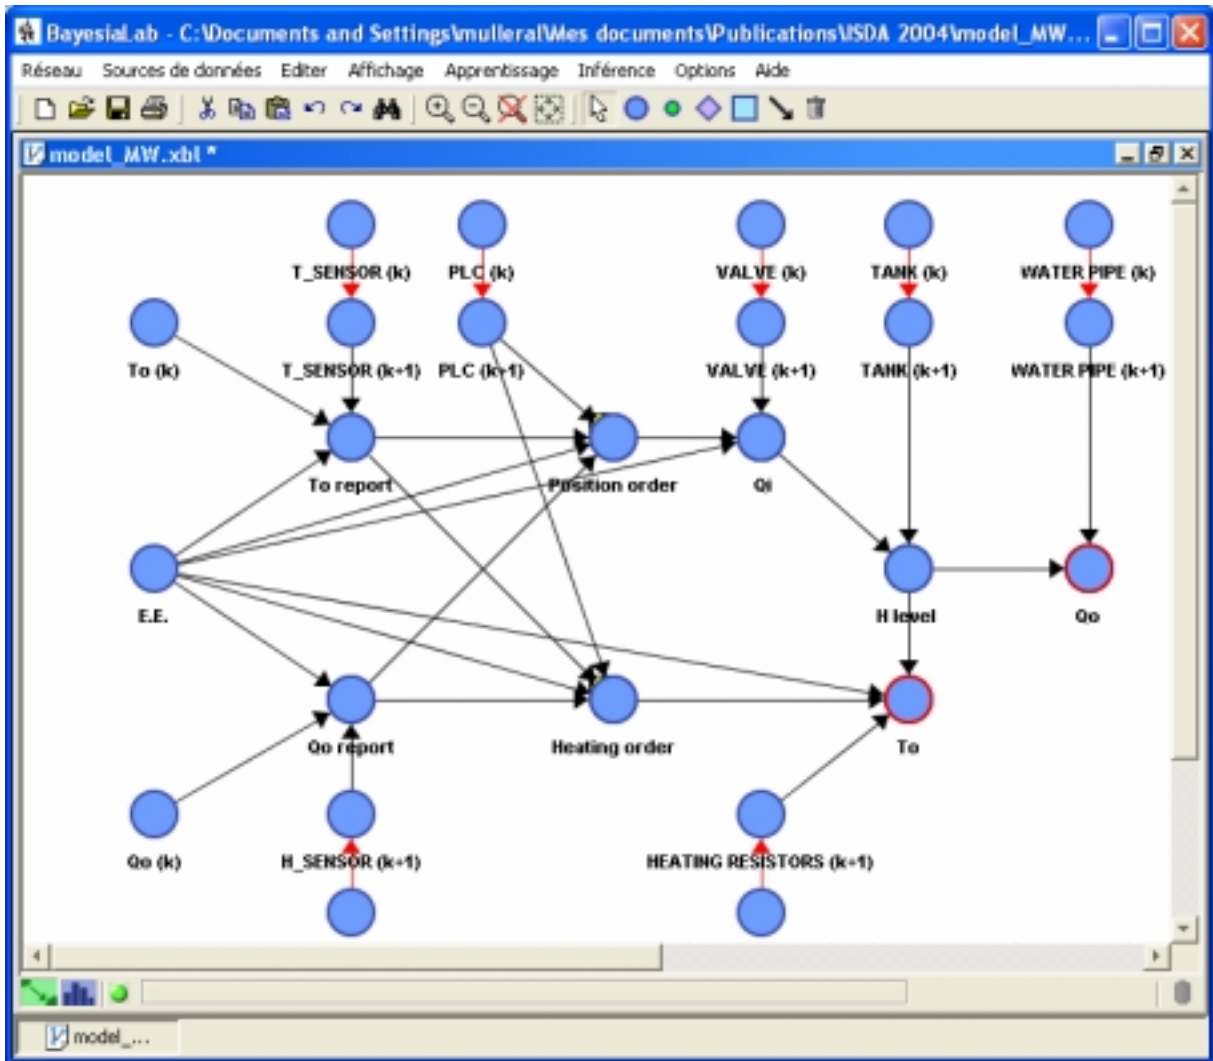 BayesiaLab - C:\Documents and Settings\mulleral\Mes documents\Publications\ISDA 2004\model_MW...
Réseau Sources de données Editer Affichage Apprentissage Inférence Options Aide
model_MW.xbl *
T_SENSOR (k) PLC (k) VALVE (k) TANK (k) WATER PIPE (k)
To (k) T_SENSOR (k+1) PLC (k+1) VALVE (k+1) TANK (k+1) WATER PIPE (k+1)
To report Position order Qi
E.E. H level Qo
Qo report Heating order To
Qo (k) H_SENSOR (k+1) HEATING RESISTORS (k+1)
model_...